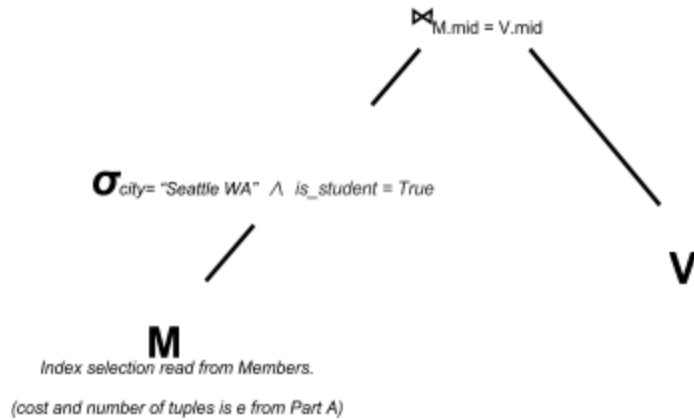 ⋈M.mid = V.mid
σcity= “Seattle WA” ∧ is_student = True
V
M
Index selection read from Members.
(cost and number of tuples is e from Part A)